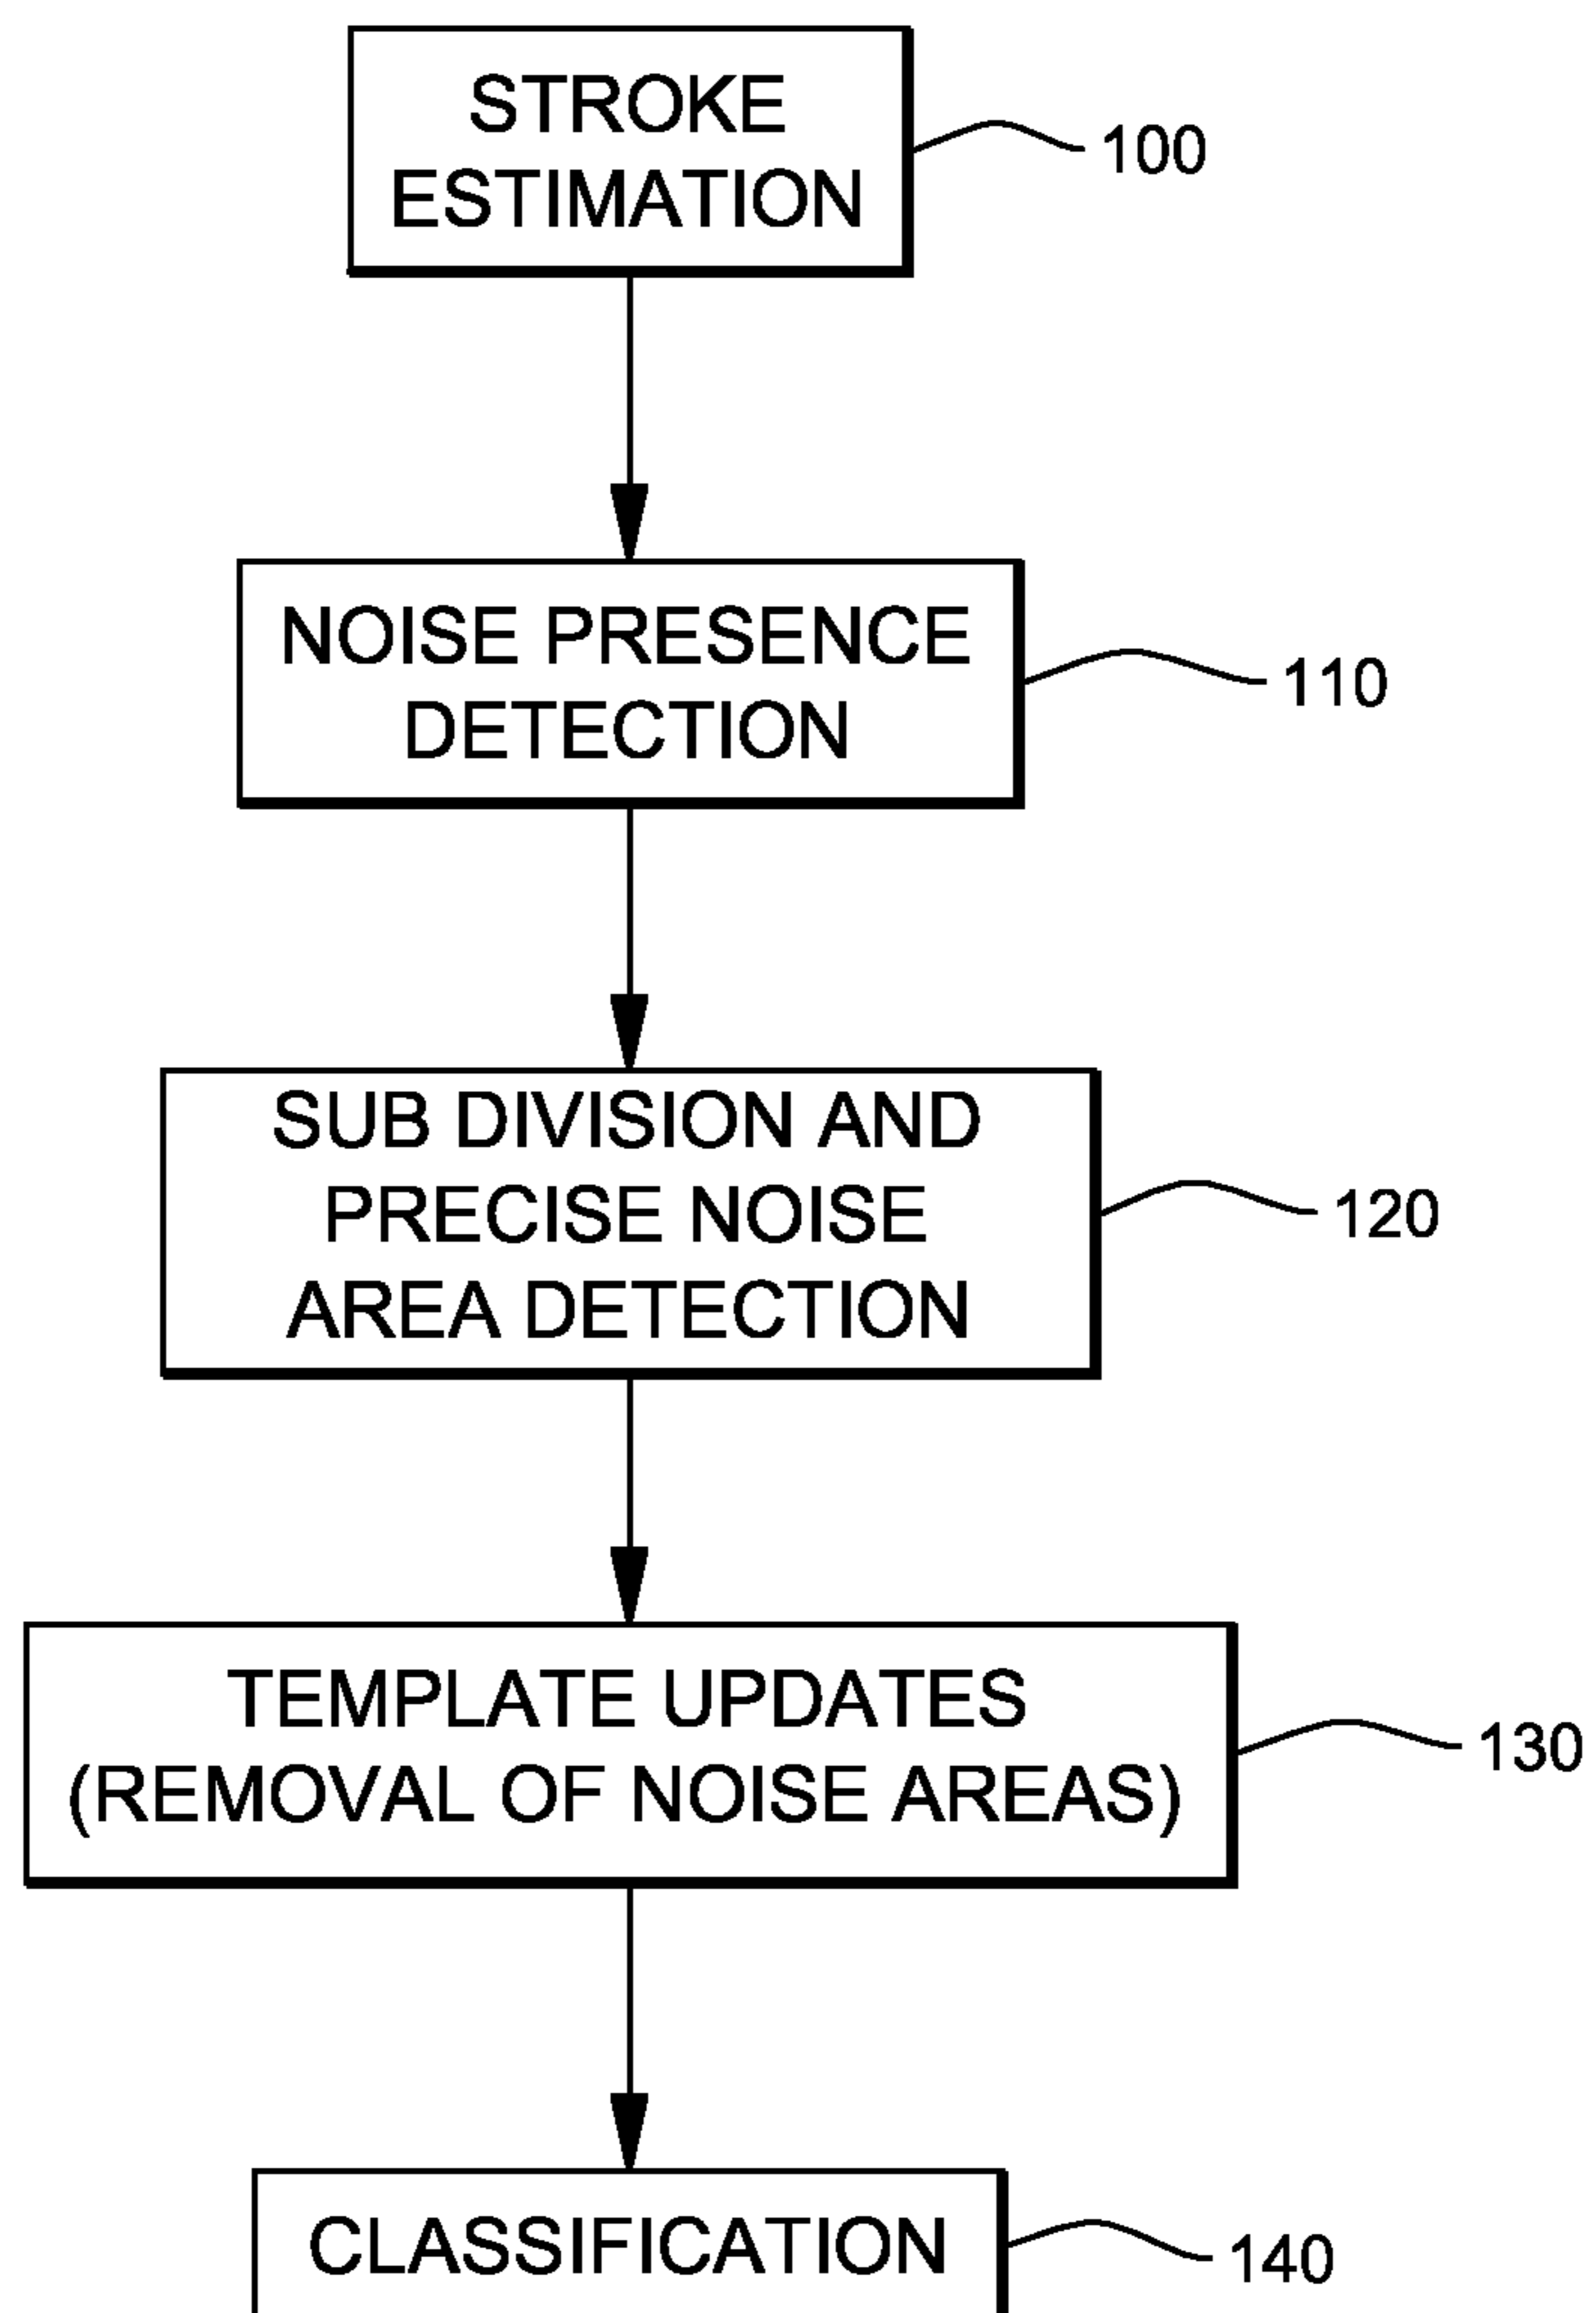 STROKE
ESTIMATION
100
NOISE PRESENCE
DETECTION
110
SUB DIVISION AND
PRECISE NOISE
AREA DETECTION
120
TEMPLATE UPDATES
(REMOVAL OF NOISE AREAS)
130
CLASSIFICATION
140